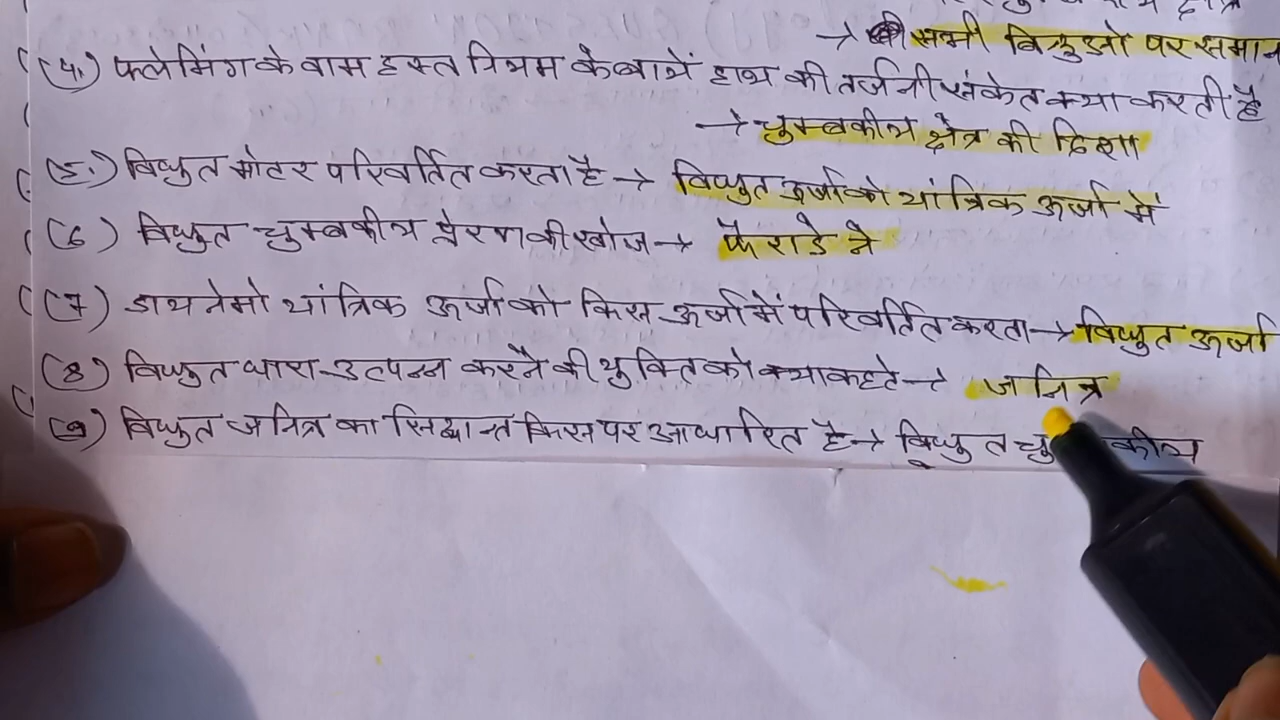 → सभी बिन्दुओ पर समान
(4.) फ्लेमिंग के वाम हस्त नियम के बायें हाथ की तर्जनी संकेत क्या करती है
→ चुम्बकीय क्षेत्र की दिशा
(5.) विधुत मोटर परिवर्तित करता है → विधुत ऊर्जा को यांत्रिक ऊर्जा में
(6) विधुत चुम्बकीय प्रेरण की खोज → फैराडे ने
(7) डायनेमो यांत्रिक ऊर्जा को किस ऊर्जा में परिवर्तित करता → विधुत ऊर्जा
(8) विधुत धारा उत्पन्न करने की युक्ति को क्या कहते → जनित्र
(9) विधुत जनित्र का सिद्धान्त किस पर आधारित है → विधुत